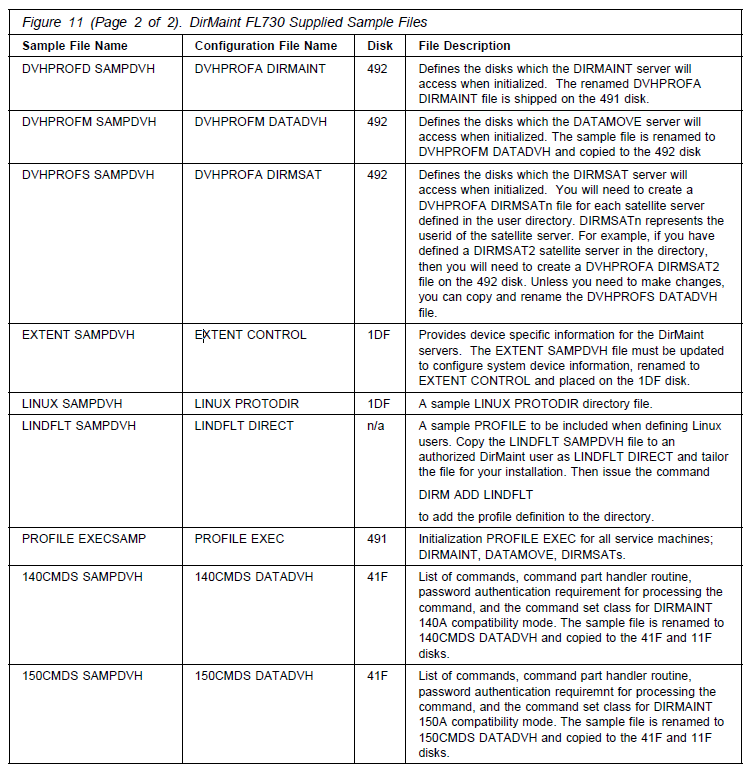 Figure 11 (Page 2 of 2). DirMaint FL730 Supplied Sample Files
Sample File Name Configuration File Name Disk File Description
DVHPROFD SAMPDVH DVHPROFA DIRMAINT 492 Defines the disks which the DIRMAINT server will
access when initialized. The renamed DVHPROFA
DIRMAINT file is shipped on the 491 disk.
DVHPROFM SAMPDVH DVHPROFM DATADVH 492 Defines the disks which the DATAMOVE server will
access when initialized. The sample file is renamed to
DVHPROFM DATADVH and copied to the 492 disk
DVHPROFS SAMPDVH DVHPROFA DIRMSAT 492 Defines the disks which the DIRMSAT server will
access when initialized. You will need to create a
DVHPROFA DIRMSATn file for each satellite server
defined in the user directory. DIRMSATn represents the
userid of the satellite server. For example, if you have
defined a DIRMSAT2 satellite server in the directory,
then you will need to create a DVHPROFA DIRMSAT2
file on the 492 disk. Unless you need to make changes,
you can copy and rename the DVHPROFS DATADVH
file.
EXTENT SAMPDVH EXTENT CONTROL 1DF Provides device specific information for the DirMaint
servers. The EXTENT SAMPDVH file must be updated
to configure system device information, renamed to
EXTENT CONTROL and placed on the 1DF disk.
LINUX SAMPDVH LINUX PROTODIR 1DF A sample LINUX PROTODIR directory file.
LINDFLT SAMPDVH LINDFLT DIRECT n/a A sample PROFILE to be included when defining Linux
users. Copy the LINDFLT SAMPDVH file to an
authorized DirMaint user as LINDFLT DIRECT and tailor
the file for your installation. Then issue the command
DIRM ADD LINDFLT
to add the profile definition to the directory.
PROFILE EXECSAMP PROFILE EXEC 491 Initialization PROFILE EXEC for all service machines;
DIRMAINT, DATAMOVE, DIRMSATs.
140CMDS SAMPDVH 140CMDS DATADVH 41F List of commands, command part handler routine,
password authentication requirement for processing the
command, and the command set class for DIRMAINT
140A compatibility mode. The sample file is renamed to
140CMDS DATADVH and copied to the 41F and 11F
disks.
150CMDS SAMPDVH 150CMDS DATADVH 41F List of commands, command part handler routine,
password authentication requiremnt for processing the
command, and the command set class for DIRMAINT
150A compatibility mode. The sample file is renamed to
150CMDS DATADVH and copied to the 41F and 11F
disks.